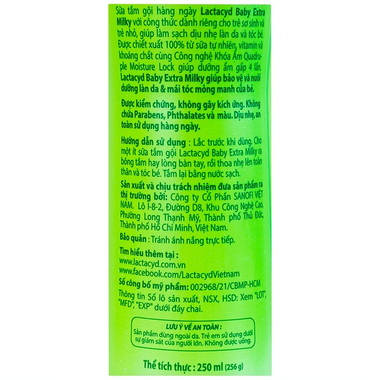 Sữa tắm gội hàng ngày Lactacyd Baby Extra
Milky với công thức dành riêng cho trẻ sơ sinh và
trẻ nhỏ, giúp làm sạch dịu nhẹ làn da và tóc bé.
Được chiết xuất 100% từ sữa tự nhiên, vitamin và
khoáng chất cùng Công nghệ Khóa Ẩm Quadru-
ple Moisture Lock giúp dưỡng ẩm gấp 4 lần.
Lactacyd Baby Extra Milky giúp bảo vệ và nuôi
dưỡng làn da & mái tóc mỏng manh của bé.
Được kiểm chứng, không gây kích ứng. Không
chứa Parabens, Phthalates và màu. Dịu nhẹ, an
toàn sử dụng hàng ngày.
Hướng dẫn sử dụng : Lắc trước khi dùng. Cho
một ít sữa tắm gội Lactacyd Baby Extra Milky ra
bông tắm hay lòng bàn tay, rồi thoa nhẹ lên toàn
thân và tóc bé. Tắm lại bằng nước sạch.
Sản xuất và chịu trách nhiệm đưa sản phẩm ra
thị trường bởi: Công ty Cổ Phần SANOFI VIỆT
NAM. Lô I-8-2, Đường D8, Khu Công Nghệ Cao,
Phường Long Thạnh Mỹ, Thành phố Thủ Đức,
Thành phố Hồ Chí Minh, Việt Nam.
Bảo quản : Tránh ánh nắng trực tiếp.
Tìm hiểu thêm tại :
www.lactacyd.com.vn
www.facebook.com/LactacydVietnam
Số công bố mỹ phẩm: 002968/21/CBMP-HCM
Thông tin Số lô sản xuất, NSX, HSD: Xem "LOT",
"MFD", "EXP" dưới đáy chai.
LƯU Ý VỀ AN TOÀN :
Sản phẩm dùng ngoài da. Trẻ em sử dụng dưới
sự giám sát của người lớn. Không được uống.
Thể tích thực : 250 ml (256 g)